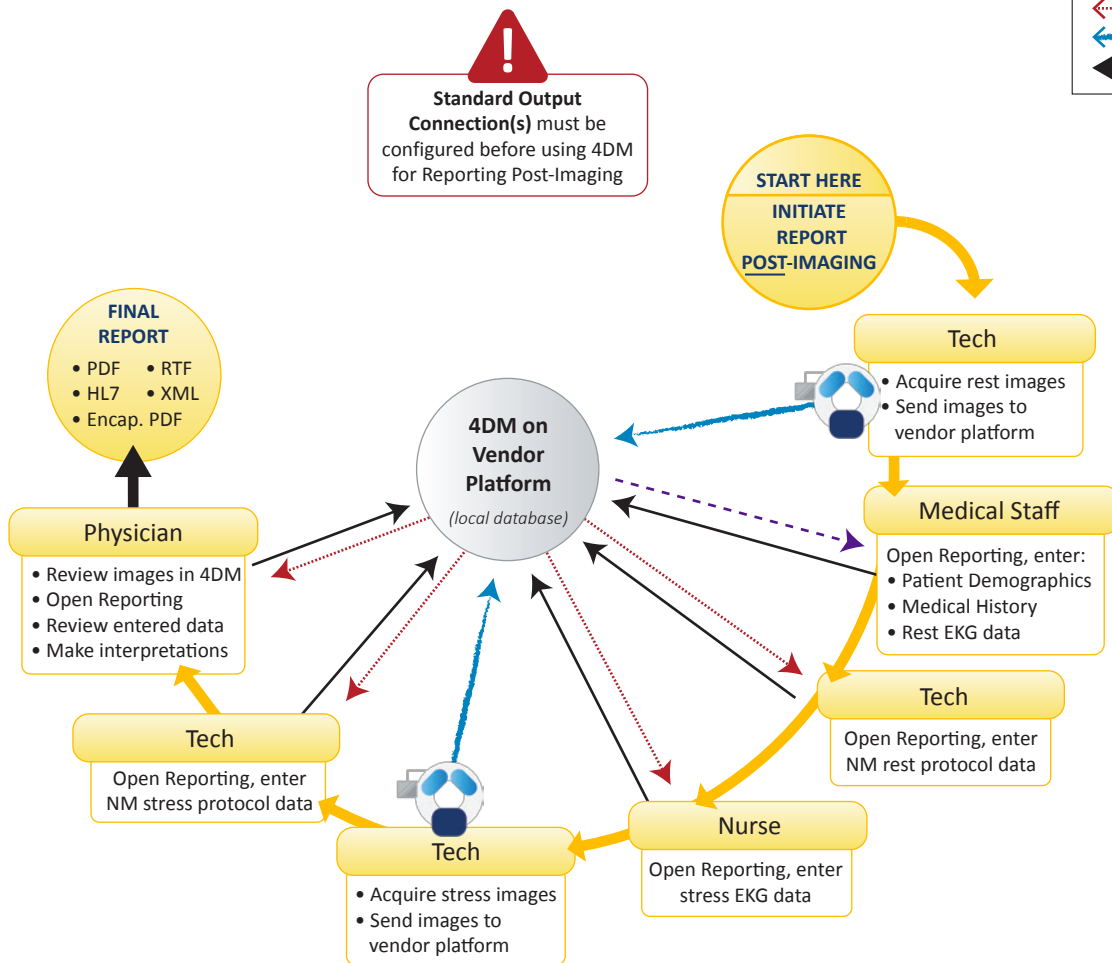 Standard Output
Connection(s) must be
configured before using 4DM
for Reporting Post-Imaging
START HERE
INITIATE
REPORT
POST-IMAGING
Tech
• Acquire rest images
• Send images to
vendor platform
Medical Staff
Open Reporting, enter:
• Patient Demographics
• Medical History
• Rest EKG data
Tech
Open Reporting, enter
NM rest protocol data
Nurse
Open Reporting, enter
stress EKG data
Tech
• Acquire stress images
• Send images to
vendor platform
Tech
Open Reporting, enter
NM stress protocol data
Physician
• Review images in 4DM
• Open Reporting
• Review entered data
• Make interpretations
FINAL
REPORT
• PDF • RTF
• HL7 • XML
• Encap. PDF
4DM on
Vendor
Platform
(local database)